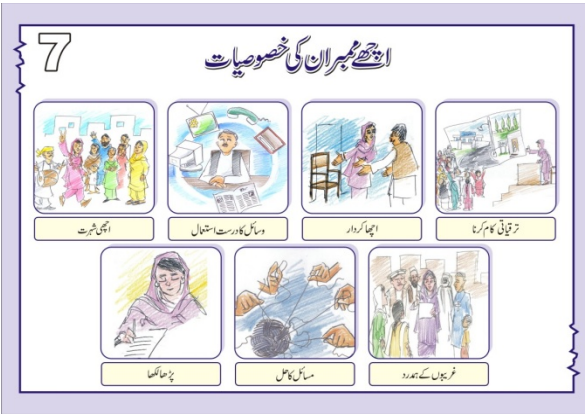 7
اچھے ممبران کی خصوصیات
ترقیاتی کام کرنا
اچھا کردار
وسائل کا درست استعمال
اچھی شہرت
غریبوں کے ہمدرد
مسائل کا حل
پڑھا لکھا